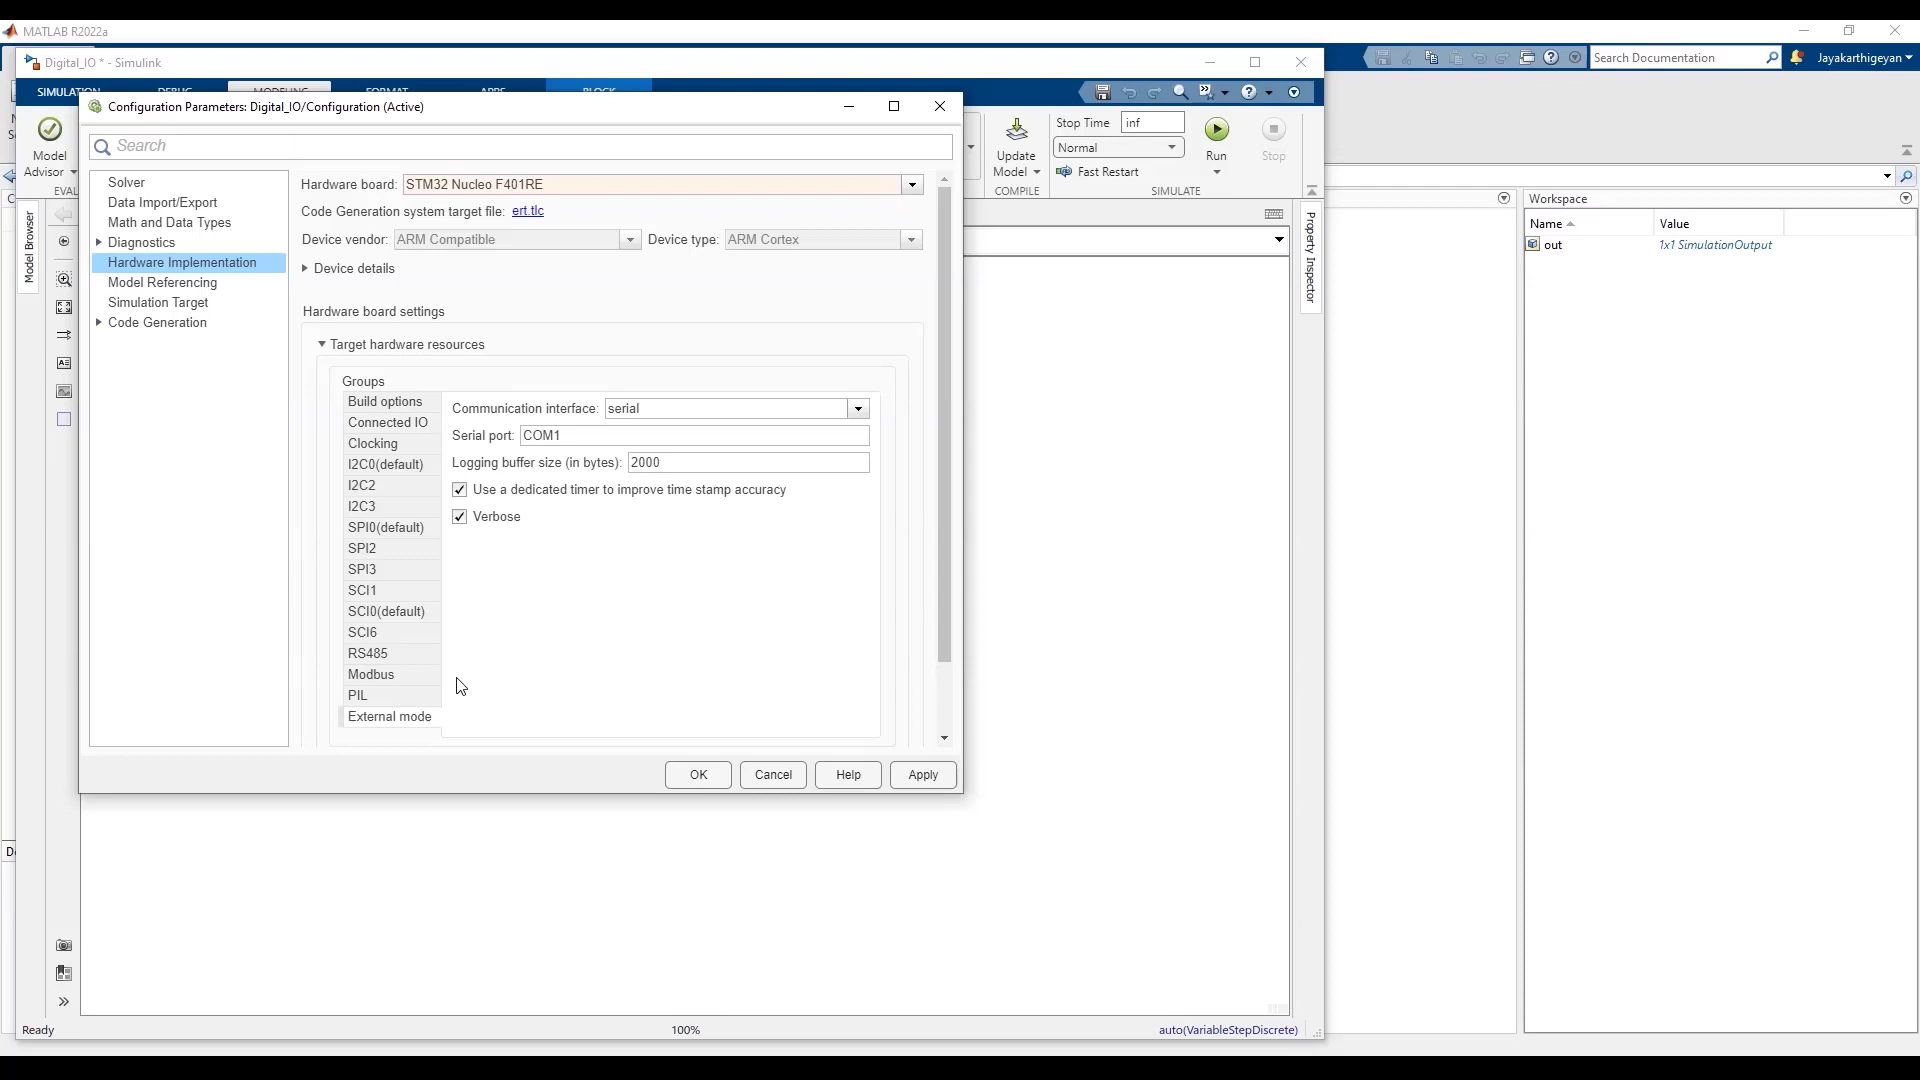 MATLAB R2022a
Digital_IO * - Simulink
Search Documentation
Jayakarthigeyan
SIMULATION
DEBUG
MODELING
FORMAT
APPS
BLOCK
Configuration Parameters: Digital_IO/Configuration (Active)
Search
Model
Advisor
EVAL
Update
Model
COMPILE
Stop Time inf
Normal
Fast Restart
Run
Stop
SIMULATE
Model Browser
Property Inspector
Solver
Data Import/Export
Math and Data Types
Diagnostics
Hardware Implementation
Model Referencing
Simulation Target
Code Generation
Hardware board: STM32 Nucleo F401RE
Code Generation system target file: ert.tlc
Device vendor: ARM Compatible Device type: ARM Cortex
Device details
Hardware board settings
Target hardware resources
Groups
Build options
Connected IO
Clocking
I2C0(default)
I2C2
I2C3
SPI0(default)
SPI2
SPI3
SCI1
SCI0(default)
SCI6
RS485
Modbus
PIL
External mode
Communication interface: serial
Serial port: COM1
Logging buffer size (in bytes): 2000
Use a dedicated timer to improve time stamp accuracy
Verbose
OK Cancel Help Apply
Workspace
Name Value
out 1x1 SimulationOutput
Ready
100%
auto(VariableStepDiscrete)